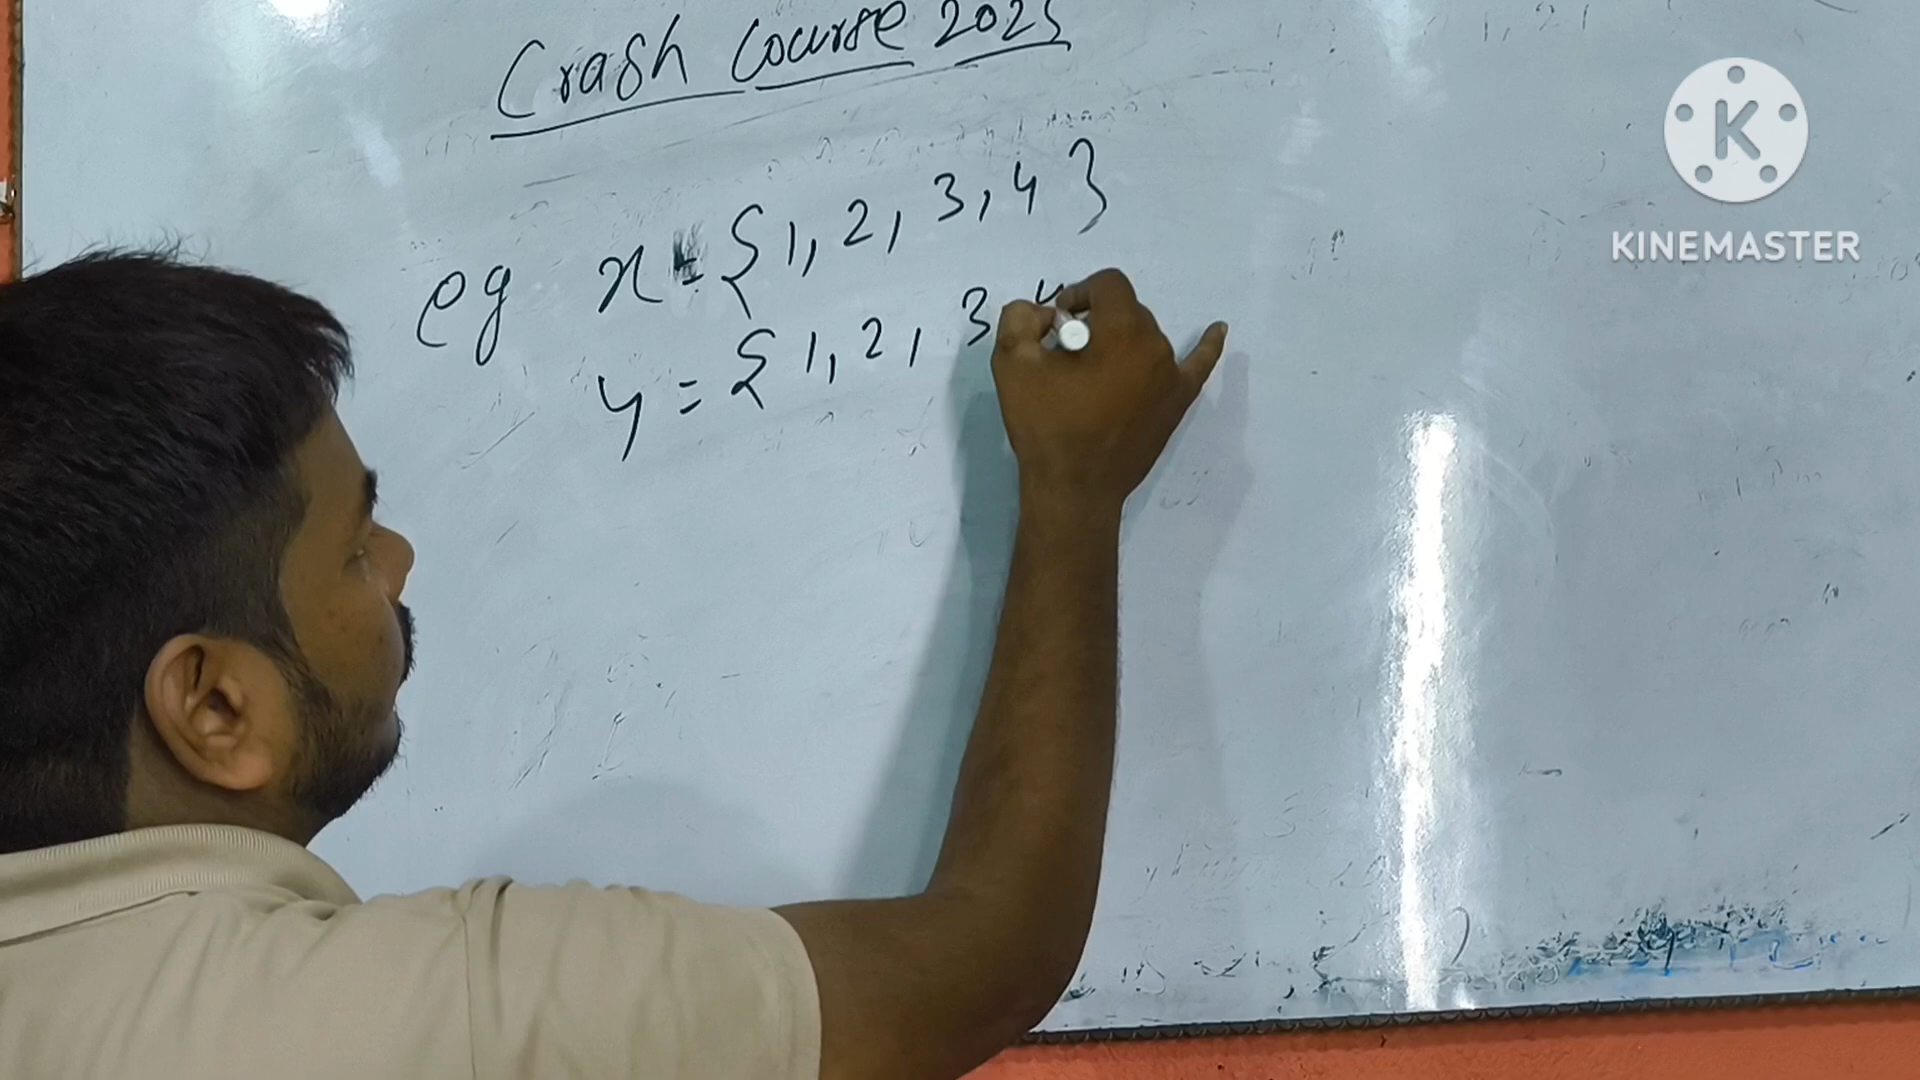 Crash Course 2025
eg x = {1, 2, 3, 4}
y = {1, 2, 3 4
K
KINEMASTER